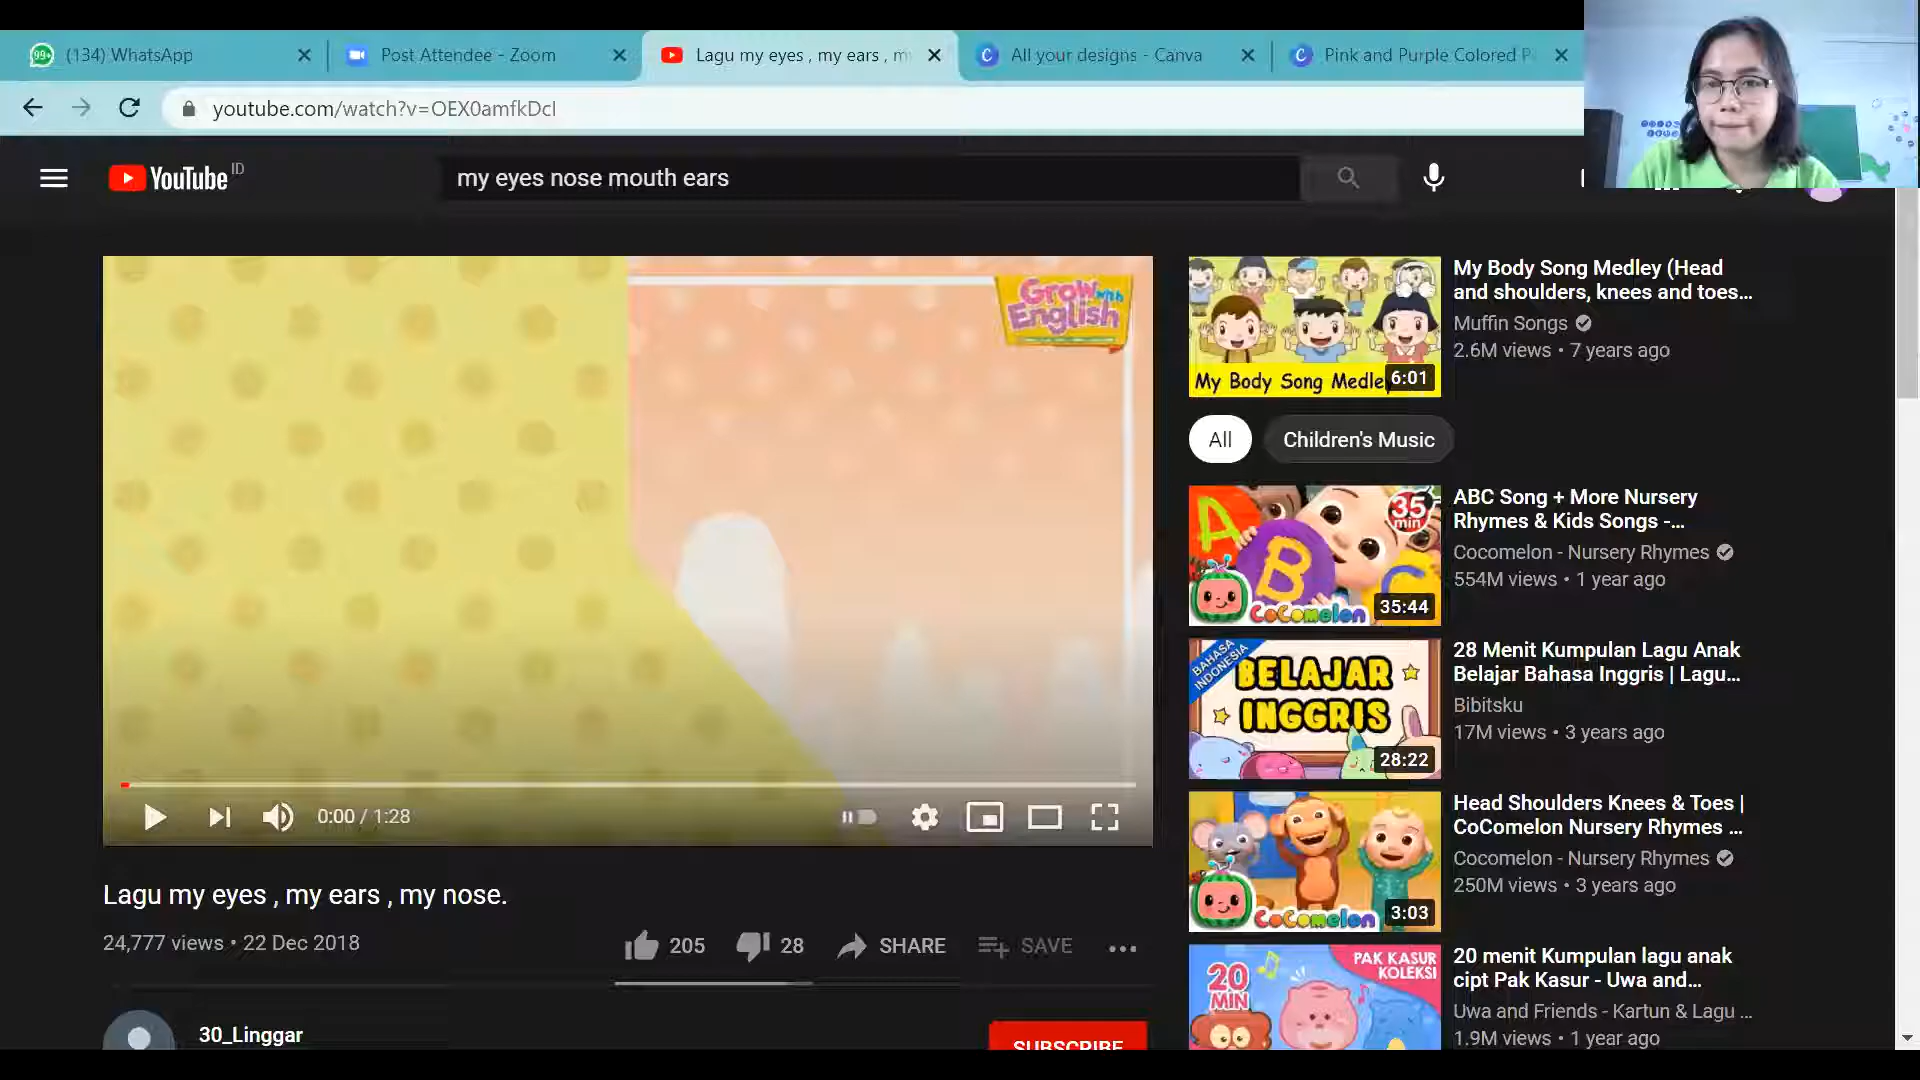 99+ (134) WhatsApp
Post Attendee - Zoom
Lagu my eyes , my ears , m
All your designs - Canva
Pink and Purple Colored P
youtube.com/watch?v=OEX0amfkDcI
YouTube ID
my eyes nose mouth ears
Grow with
English
0:00 / 1:28
Lagu my eyes , my ears , my nose.
24,777 views • 22 Dec 2018
205
28
SHARE
SAVE
30_Linggar
SUBSCRIBE
My Body Song Medle
6:01
My Body Song Medley (Head
and shoulders, knees and toes...
Muffin Songs
2.6M views • 7 years ago
All
Children's Music
A B C
35
min
CoComelon
35:44
ABC Song + More Nursery
Rhymes & Kids Songs -...
Cocomelon - Nursery Rhymes
554M views • 1 year ago
BAHASA
INDONESIA
BELAJAR
INGGRIS
28:22
28 Menit Kumpulan Lagu Anak
Belajar Bahasa Inggris | Lagu...
Bibitsku
17M views • 3 years ago
CoComelon
3:03
Head Shoulders Knees & Toes |
CoComelon Nursery Rhymes ...
Cocomelon - Nursery Rhymes
250M views • 3 years ago
20
MIN
PAK KASUR
KOLEKSI
20 menit Kumpulan lagu anak
cipt Pak Kasur - Uwa and...
Uwa and Friends - Kartun & Lagu ...
1.9M views • 1 year ago